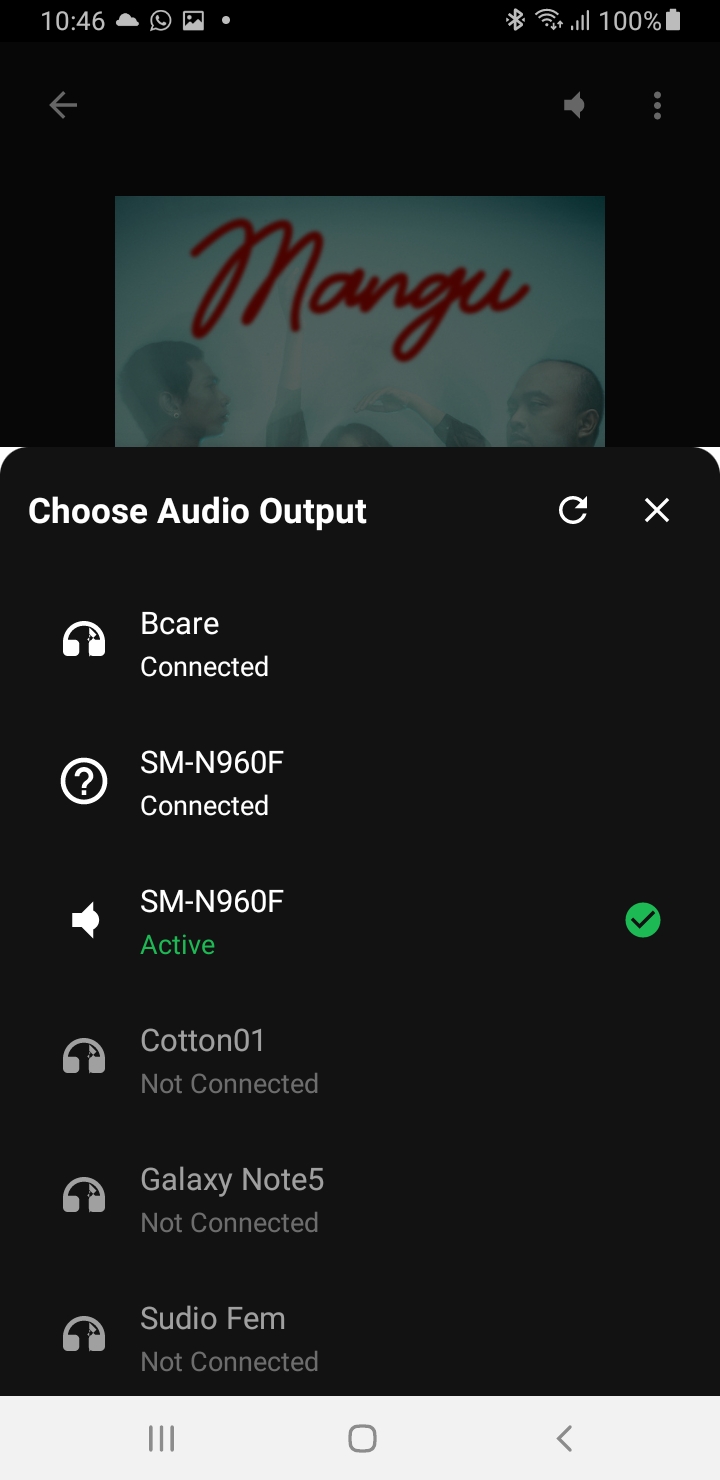 10:46
100%
Mangu
Choose Audio Output
Bcare
Connected
SM-N960F
Connected
SM-N960F
Active
Cotton01
Not Connected
Galaxy Note5
Not Connected
Sudio Fem
Not Connected